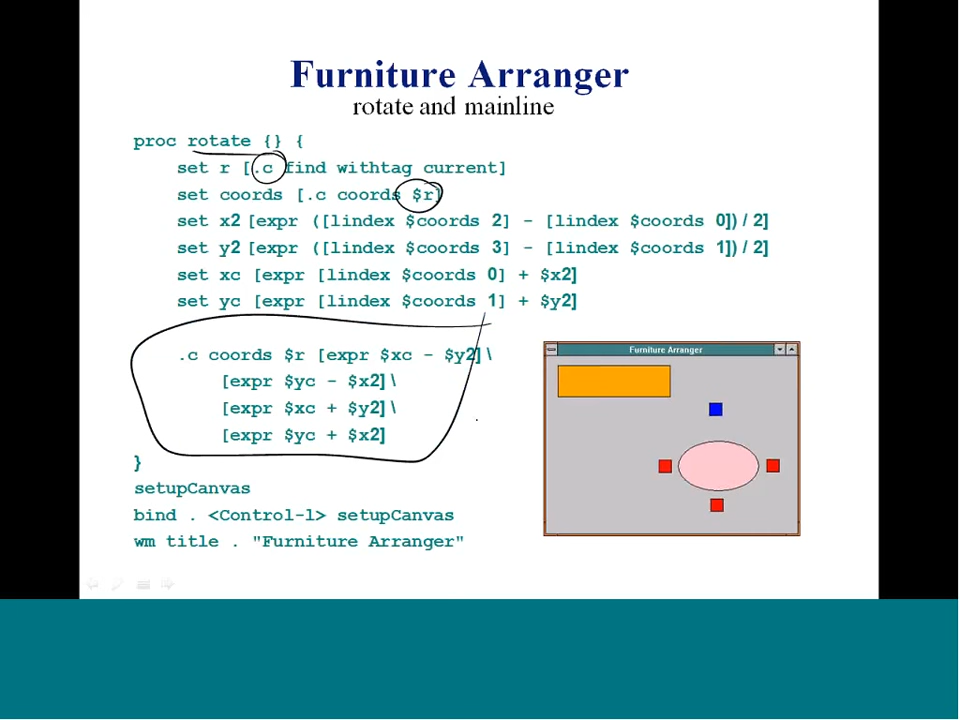 Furniture Arranger
rotate and mainline
proc rotate {} {
set r [.c find withtag current]
set coords [.c coords $r]
set x2 [expr ([lindex $coords 2] - [lindex $coords 0]) / 2]
set y2 [expr ([lindex $coords 3] - [lindex $coords 1]) / 2]
set xc [expr [lindex $coords 0] + $x2]
set yc [expr [lindex $coords 1] + $y2]
.c coords $r [expr $xc - $y2] \
[expr $yc - $x2] \
[expr $xc + $y2] \
[expr $yc + $x2]
}
setupCanvas
bind . <Control-l> setupCanvas
wm title . "Furniture Arranger"
Furniture Arranger